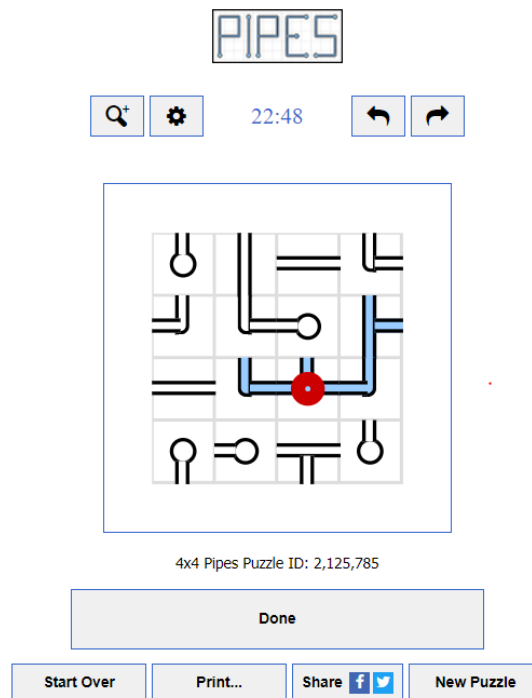 PIPES
22:48
4x4 Pipes Puzzle ID: 2,125,785
Done
Start Over Print... Share New Puzzle